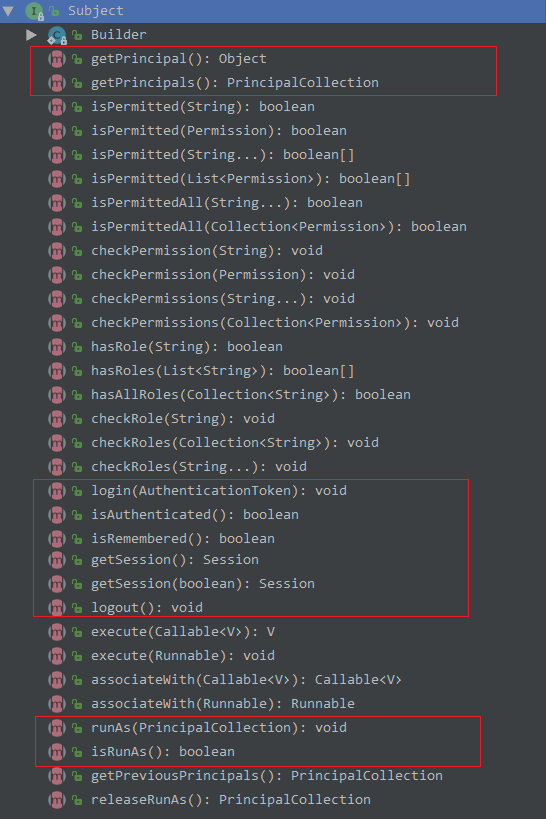 Subject
Builder
getPrincipal(): Object
getPrincipals(): PrincipalCollection
isPermitted(String): boolean
isPermitted(Permission): boolean
isPermitted(String...): boolean[]
isPermitted(List<Permission>): boolean[]
isPermittedAll(String...): boolean
isPermittedAll(Collection<Permission>): boolean
checkPermission(String): void
checkPermission(Permission): void
checkPermissions(String...): void
checkPermissions(Collection<Permission>): void
hasRole(String): boolean
hasRoles(List<String>): boolean[]
hasAllRoles(Collection<String>): boolean
checkRole(String): void
checkRoles(Collection<String>): void
checkRoles(String...): void
login(AuthenticationToken): void
isAuthenticated(): boolean
isRemembered(): boolean
getSession(): Session
getSession(boolean): Session
logout(): void
execute(Callable<V>): V
execute(Runnable): void
associateWith(Callable<V>): Callable<V>
associateWith(Runnable): Runnable
runAs(PrincipalCollection): void
isRunAs(): boolean
getPreviousPrincipals(): PrincipalCollection
releaseRunAs(): PrincipalCollection